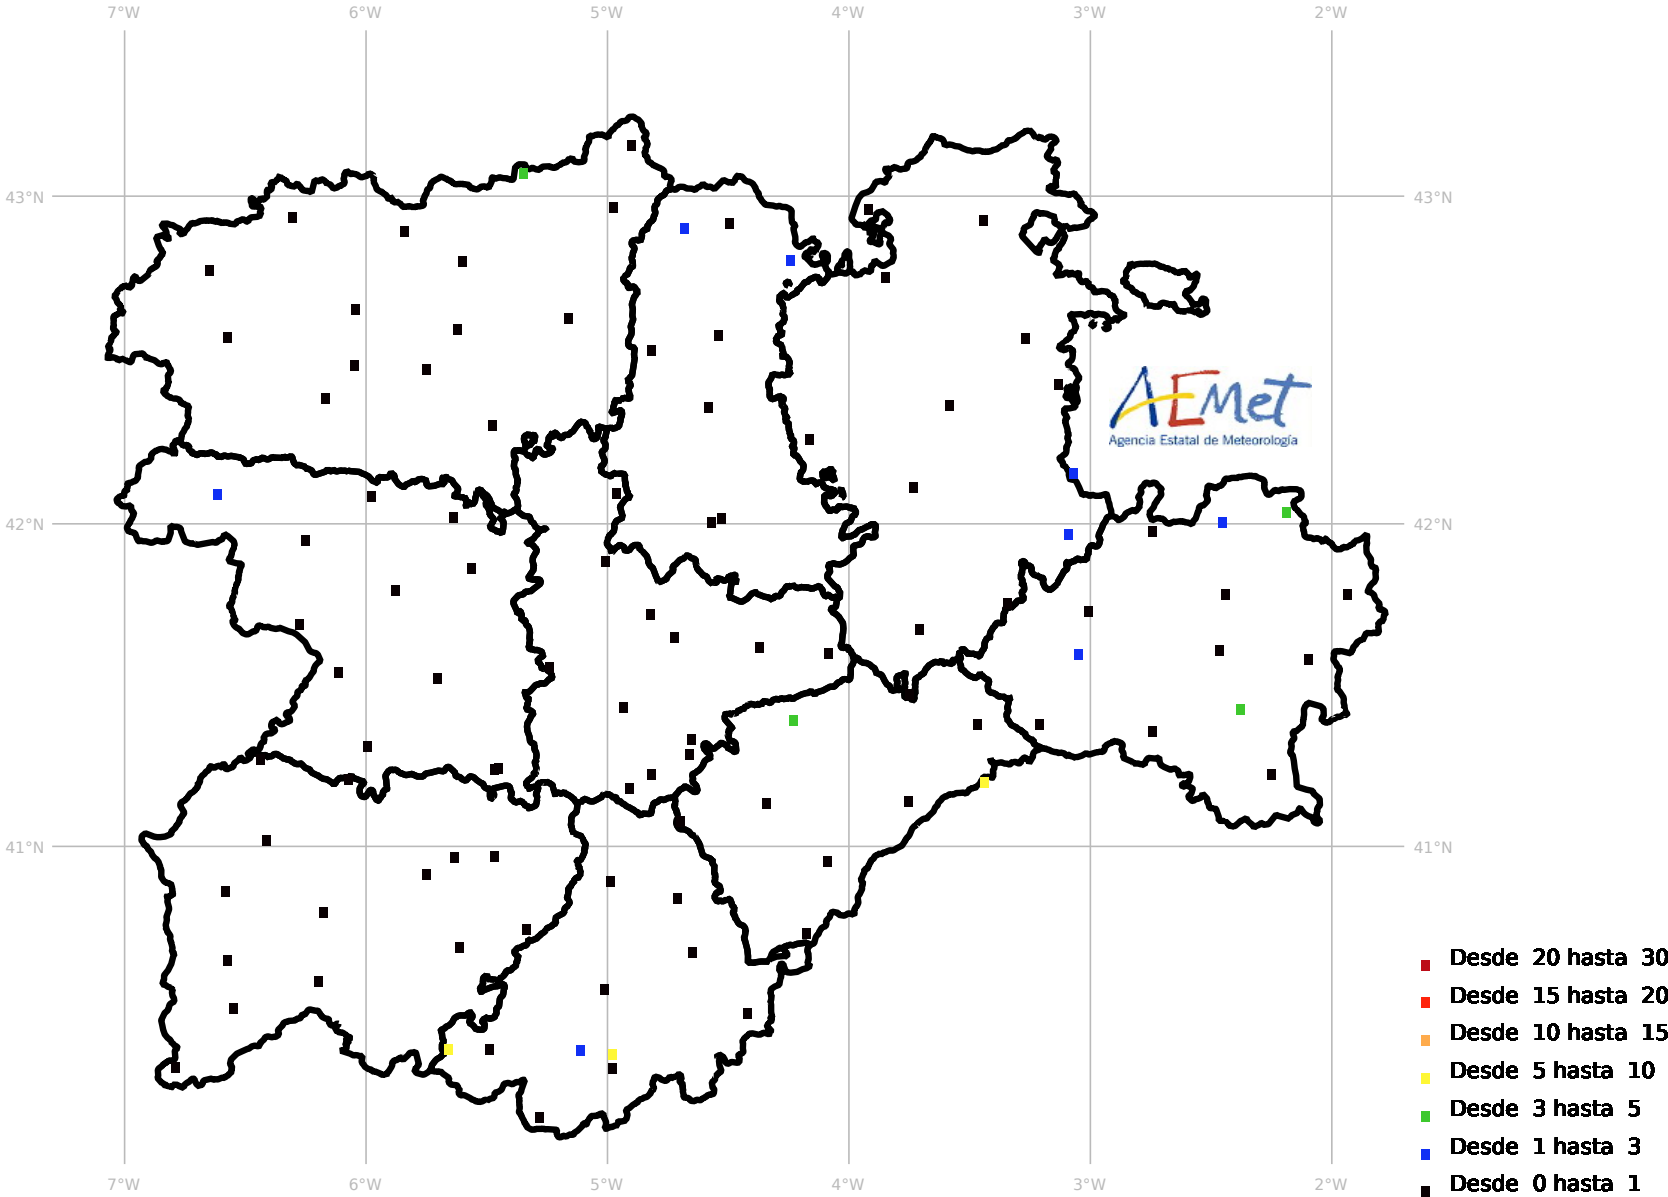 7°W 6°W 5°W 4°W 3°W 2°W
43°N 43°N
AEMet
Agencia Estatal de Meteorología
42°N 42°N
41°N 41°N
Desde 20 hasta 30
Desde 15 hasta 20
Desde 10 hasta 15
Desde 5 hasta 10
Desde 3 hasta 5
Desde 1 hasta 3
Desde 0 hasta 1
7°W 6°W 5°W 4°W 3°W 2°W